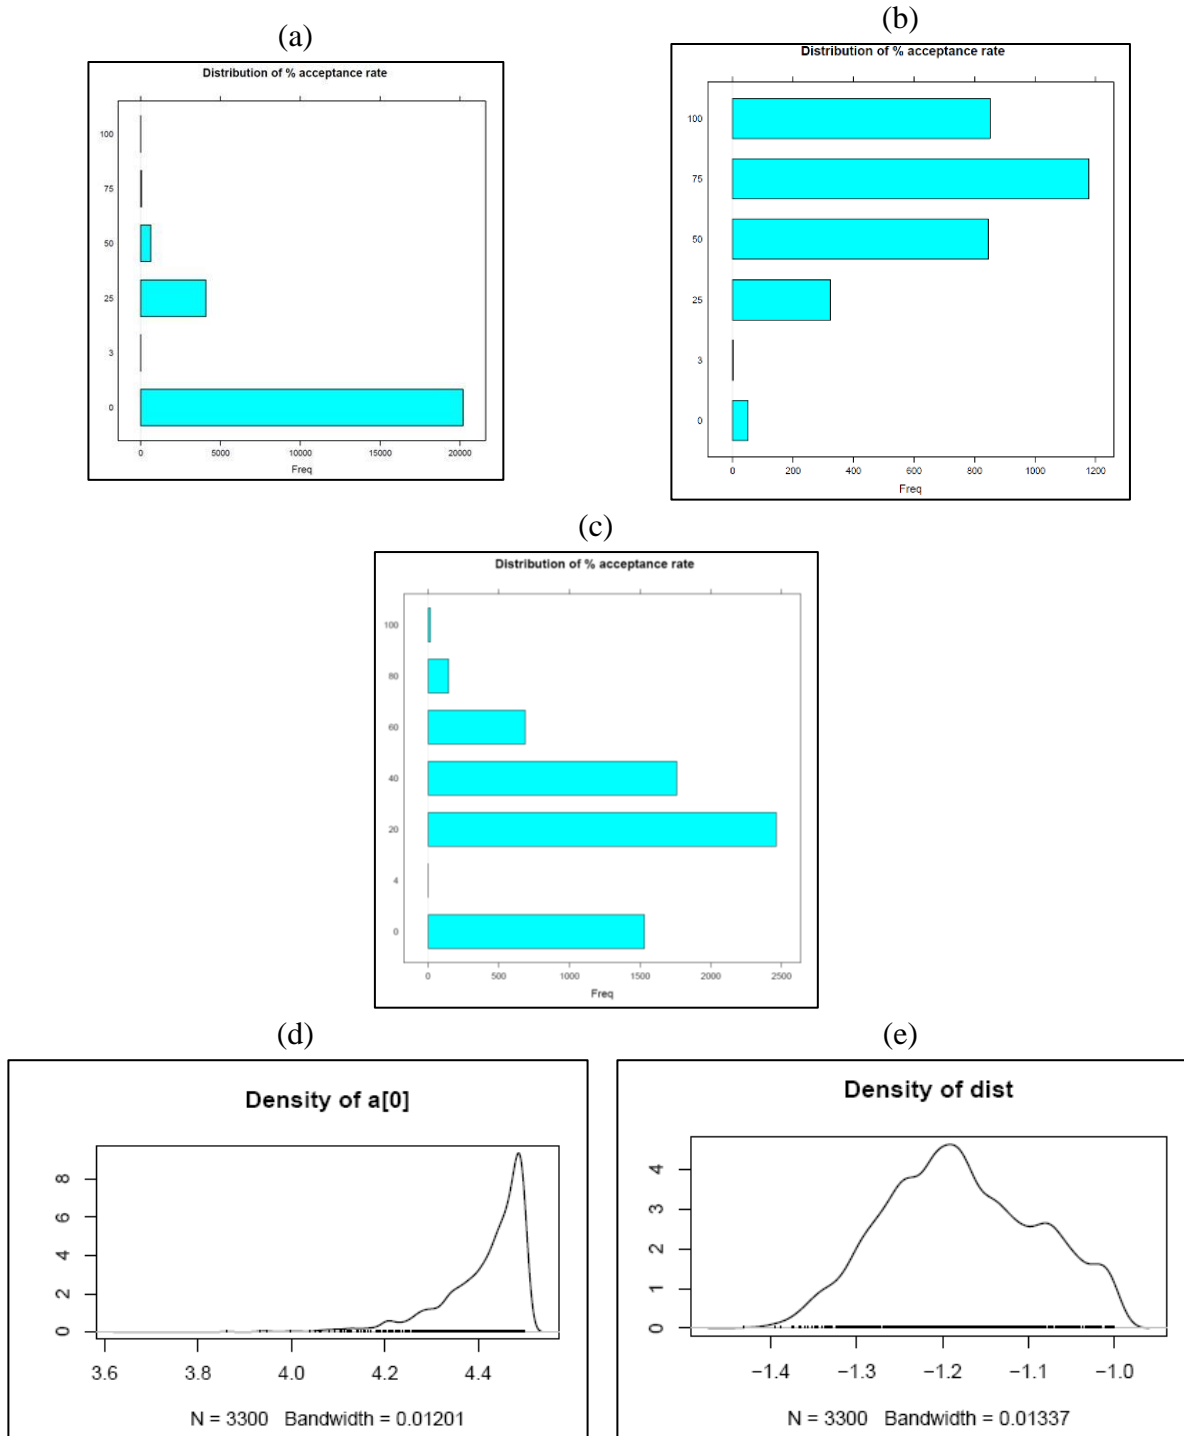 (a)
Distribution of % acceptance rate
100
75
50
25
3
0
0 5000 10000 15000 20000
Freq
(b)
Distribution of % acceptance rate
100
75
50
25
3
0
0 200 400 600 800 1000 1200
Freq
(c)
Distribution of % acceptance rate
100
80
60
40
20
4
0
0 500 1000 1500 2000 2500
Freq
(d)
Density of a[0]
8
6
4
2
0
3.6 3.8 4.0 4.2 4.4
N = 3300 Bandwidth = 0.01201
(e)
Density of dist
4
3
2
1
0
−1.4 −1.3 −1.2 −1.1 −1.0
N = 3300 Bandwidth = 0.01337